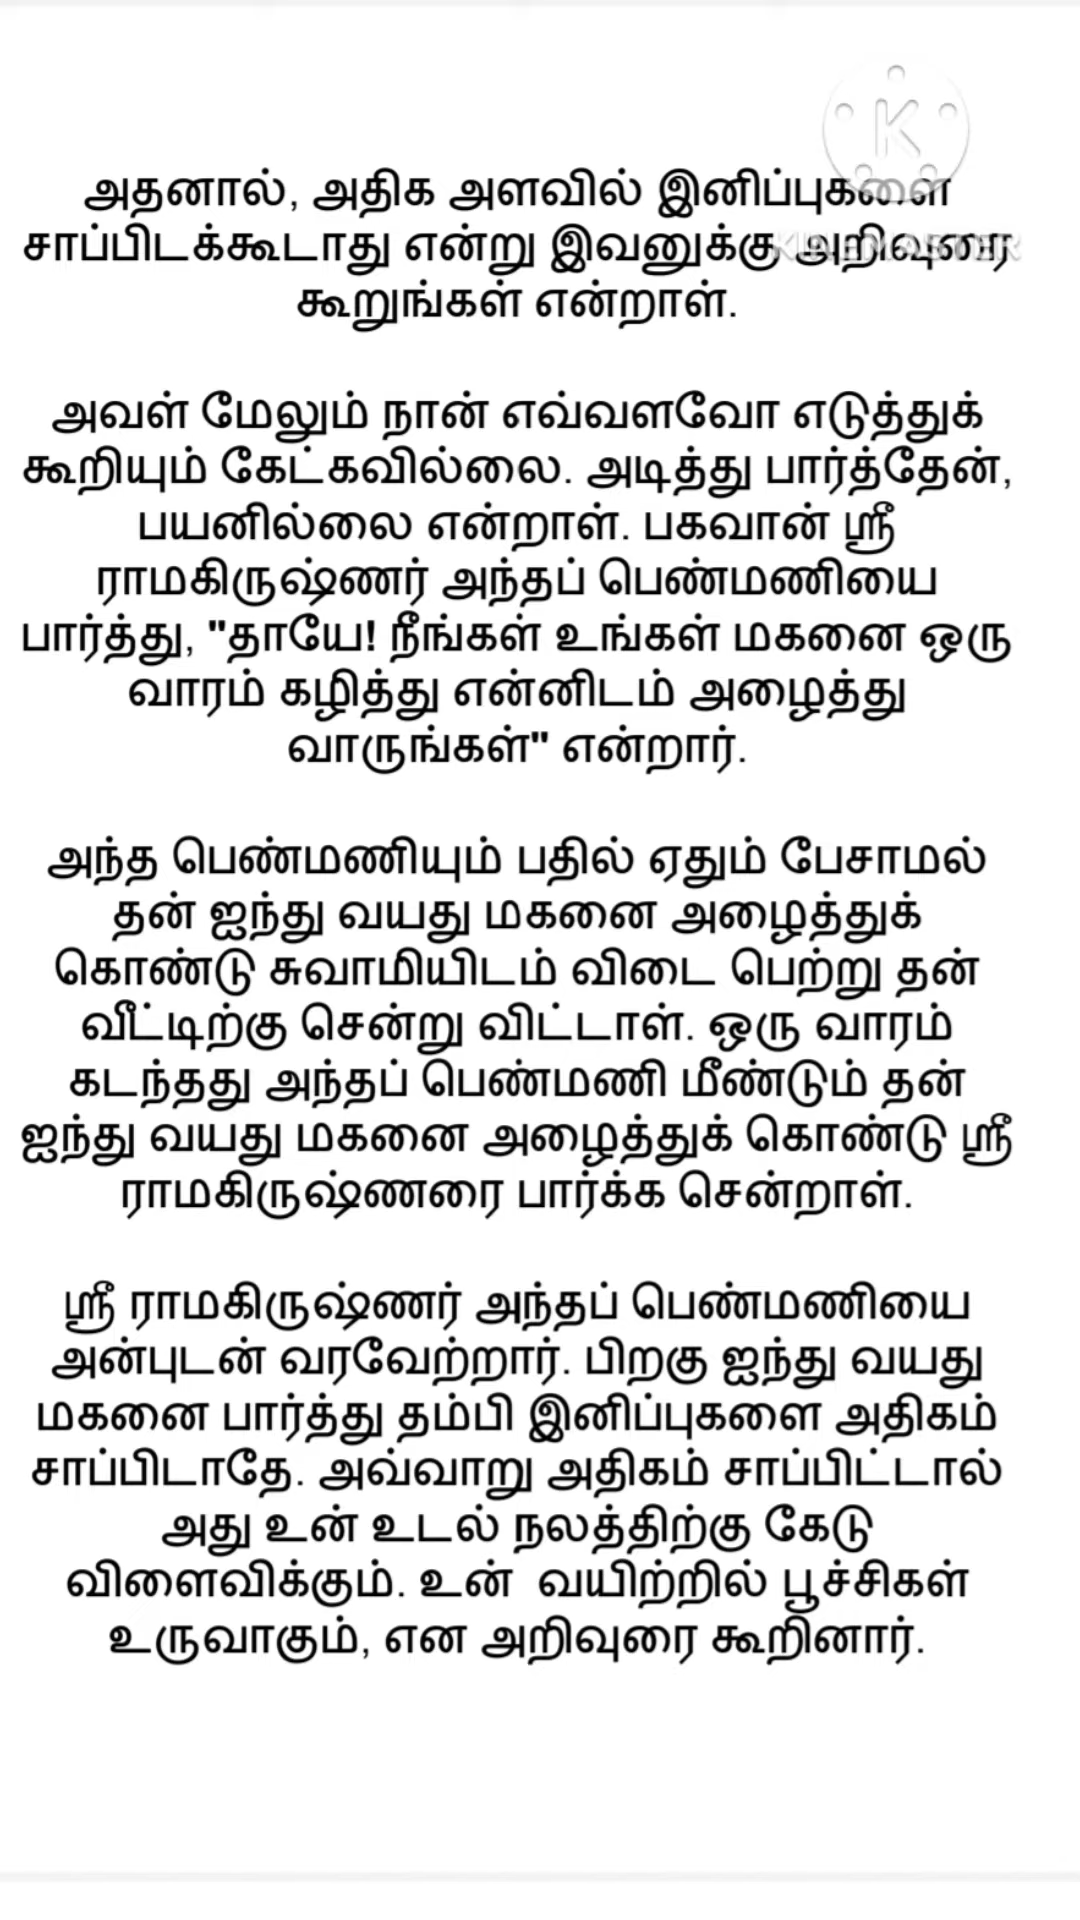 அதனால், அதிக அளவில் இனிப்புகளை
சாப்பிடக்கூடாது என்று இவனுக்கு அறிவுரை
கூறுங்கள் என்றாள்.
அவள் மேலும் நான் எவ்வளவோ எடுத்துக்
கூறியும் கேட்கவில்லை. அடித்து பார்த்தேன்,
பயனில்லை என்றாள். பகவான் ஸ்ரீ
ராமகிருஷ்ணர் அந்தப் பெண்மணியை
பார்த்து, "தாயே! நீங்கள் உங்கள் மகனை ஒரு
வாரம் கழித்து என்னிடம் அழைத்து
வாருங்கள்" என்றார்.
அந்த பெண்மணியும் பதில் ஏதும் பேசாமல்
தன் ஐந்து வயது மகனை அழைத்துக்
கொண்டு சுவாமியிடம் விடை பெற்று தன்
வீட்டிற்கு சென்று விட்டாள். ஒரு வாரம்
கடந்தது அந்தப் பெண்மணி மீண்டும் தன்
ஐந்து வயது மகனை அழைத்துக் கொண்டு ஸ்ரீ
ராமகிருஷ்ணரை பார்க்க சென்றாள்.
ஸ்ரீ ராமகிருஷ்ணர் அந்தப் பெண்மணியை
அன்புடன் வரவேற்றார். பிறகு ஐந்து வயது
மகனை பார்த்து தம்பி இனிப்புகளை அதிகம்
சாப்பிடாதே. அவ்வாறு அதிகம் சாப்பிட்டால்
அது உன் உடல் நலத்திற்கு கேடு
விளைவிக்கும். உன் வயிற்றில் பூச்சிகள்
உருவாகும், என அறிவுரை கூறினார்.
K
KINEMASTER